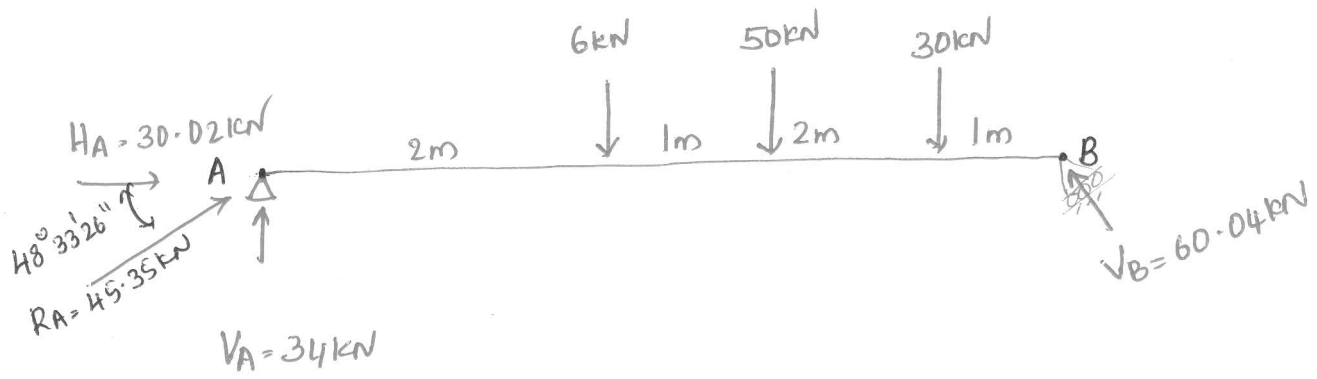 6kN
50kN
30kN
HA = 30.02kN
A
2m
1m
2m
1m
B
48°33'26"
RA = 45.35kN
VA = 34kN
VB = 60.04kN